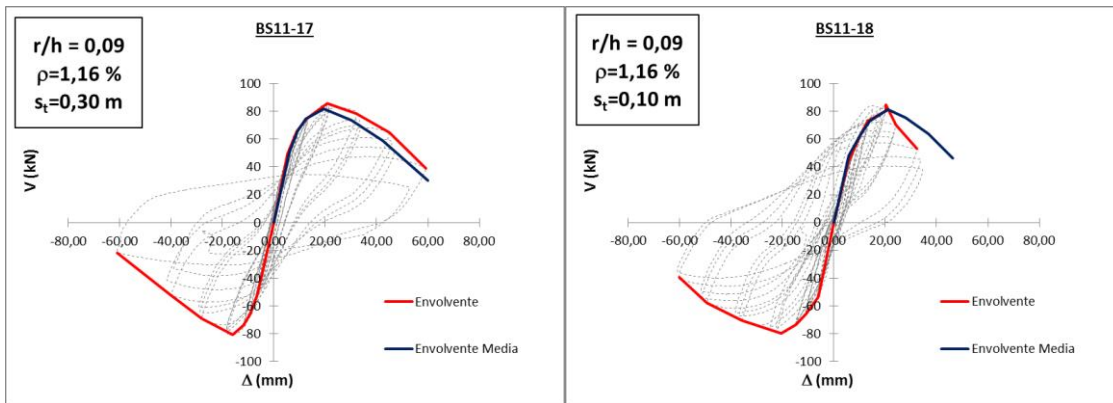 BS11-17
r/h = 0,09
ρ=1,16 %
sₜ=0,30 m
V (kN)
100
80
60
40
20
0
-20
-40
-60
-80
-100
-80,00 -60,00 -40,00 -20,00 0,00 20,00 40,00 60,00 80,00
Envolvente
Envolvente Media
Δ (mm)
BS11-18
r/h = 0,09
ρ=1,16 %
sₜ=0,10 m
V (kN)
100
80
60
40
20
0
-20
-40
-60
-80
-100
-80,00 -60,00 -40,00 -20,00 0,00 20,00 40,00 60,00 80,00
Envolvente
Envolvente Media
Δ (mm)